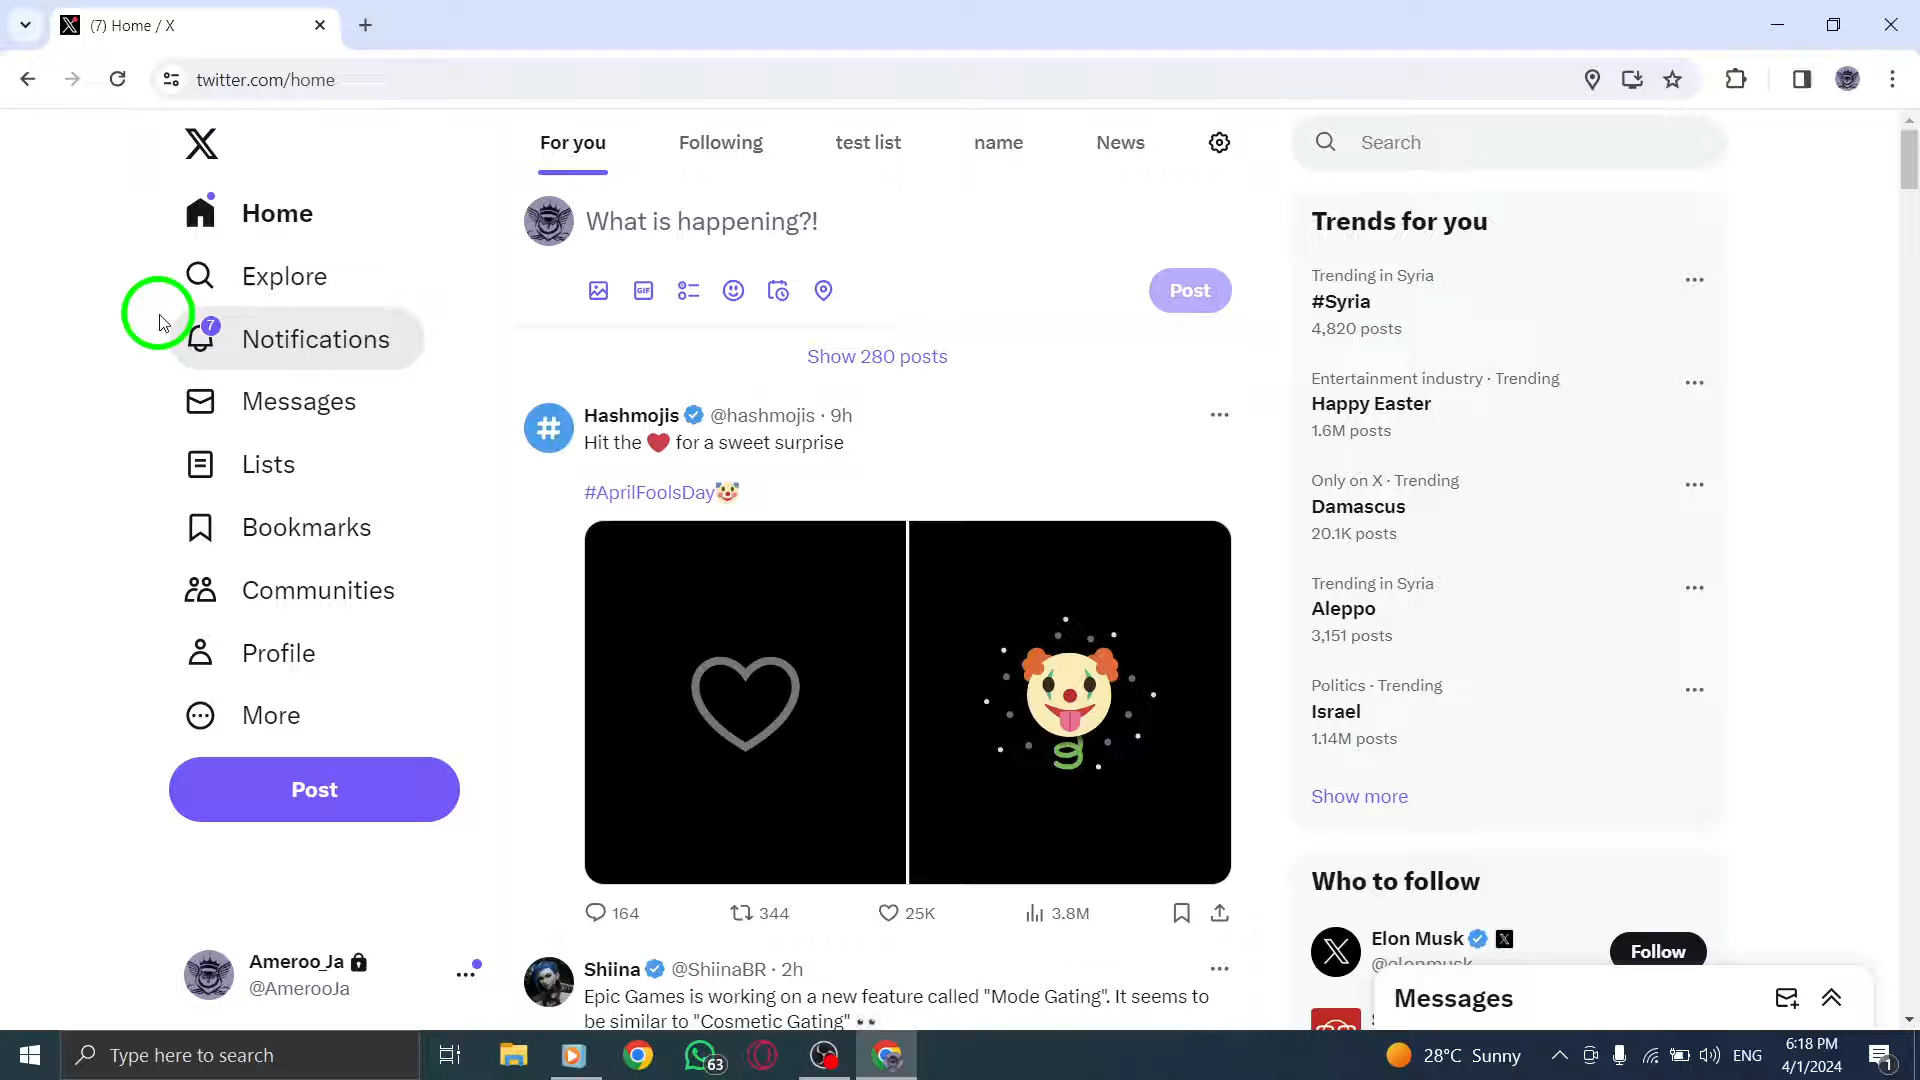 (7) Home / X
twitter.com/home
Home
Explore
7
Notifications
Messages
Lists
Bookmarks
Communities
Profile
More
Post
Ameroo_Ja
@AmerooJa
For you
Following
test list
name
News
What is happening?!
GIF
Post
Show 280 posts
Hashmojis @hashmojis · 9h
Hit the ❤️ for a sweet surprise
#AprilFoolsDay🤡
164
344
25K
3.8M
Shiina @ShiinaBR · 2h
Epic Games is working on a new feature called "Mode Gating". It seems to
be similar to "Cosmetic Gating" 👀
Search
Trends for you
Trending in Syria
#Syria
4,820 posts
Entertainment industry · Trending
Happy Easter
1.6M posts
Only on X · Trending
Damascus
20.1K posts
Trending in Syria
Aleppo
3,151 posts
Politics · Trending
Israel
1.14M posts
Show more
Who to follow
Elon Musk
@elonmusk
Follow
Messages
Type here to search
63
28°C Sunny
ENG
6:18 PM
4/1/2024
1